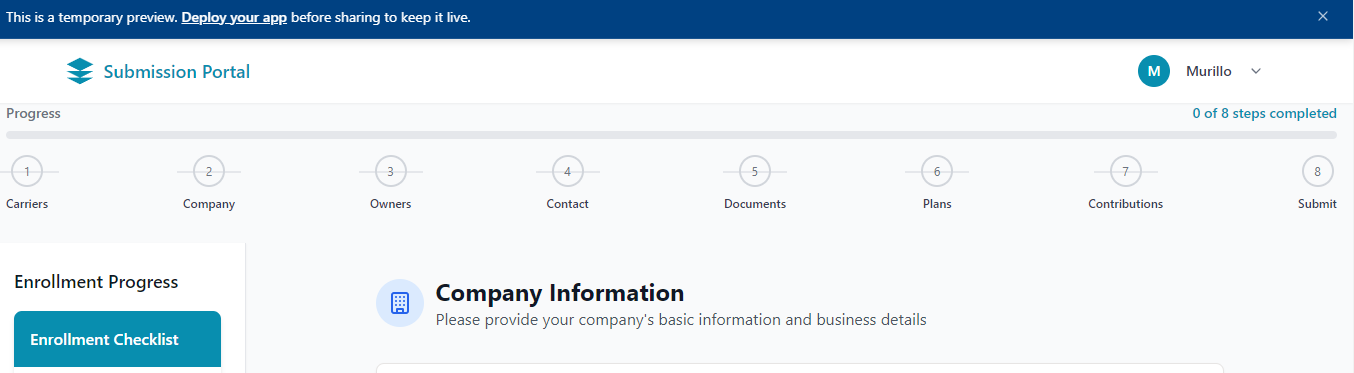 This is a temporary preview. Deploy your app before sharing to keep it live.
Submission Portal
M Murillo
Progress 0 of 8 steps completed
1 2 3 4 5 6 7 8
Carriers Company Owners Contact Documents Plans Contributions Submit
Enrollment Progress
Enrollment Checklist
Company Information
Please provide your company's basic information and business details